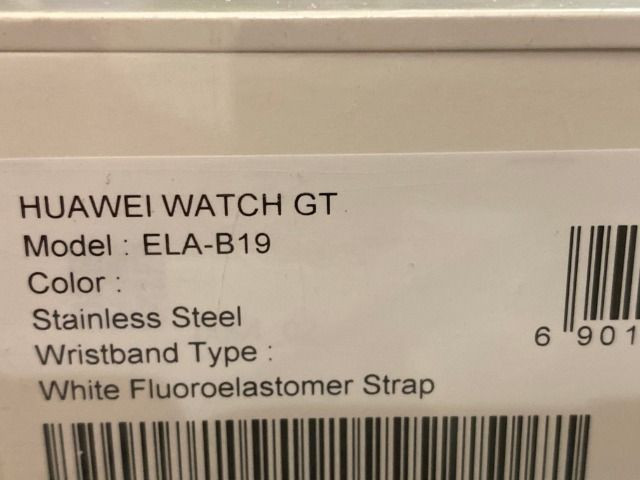 HUAWEI WATCH GT
Model : ELA-B19
Color :
Stainless Steel
Wristband Type :
White Fluoroelastomer Strap
6 901